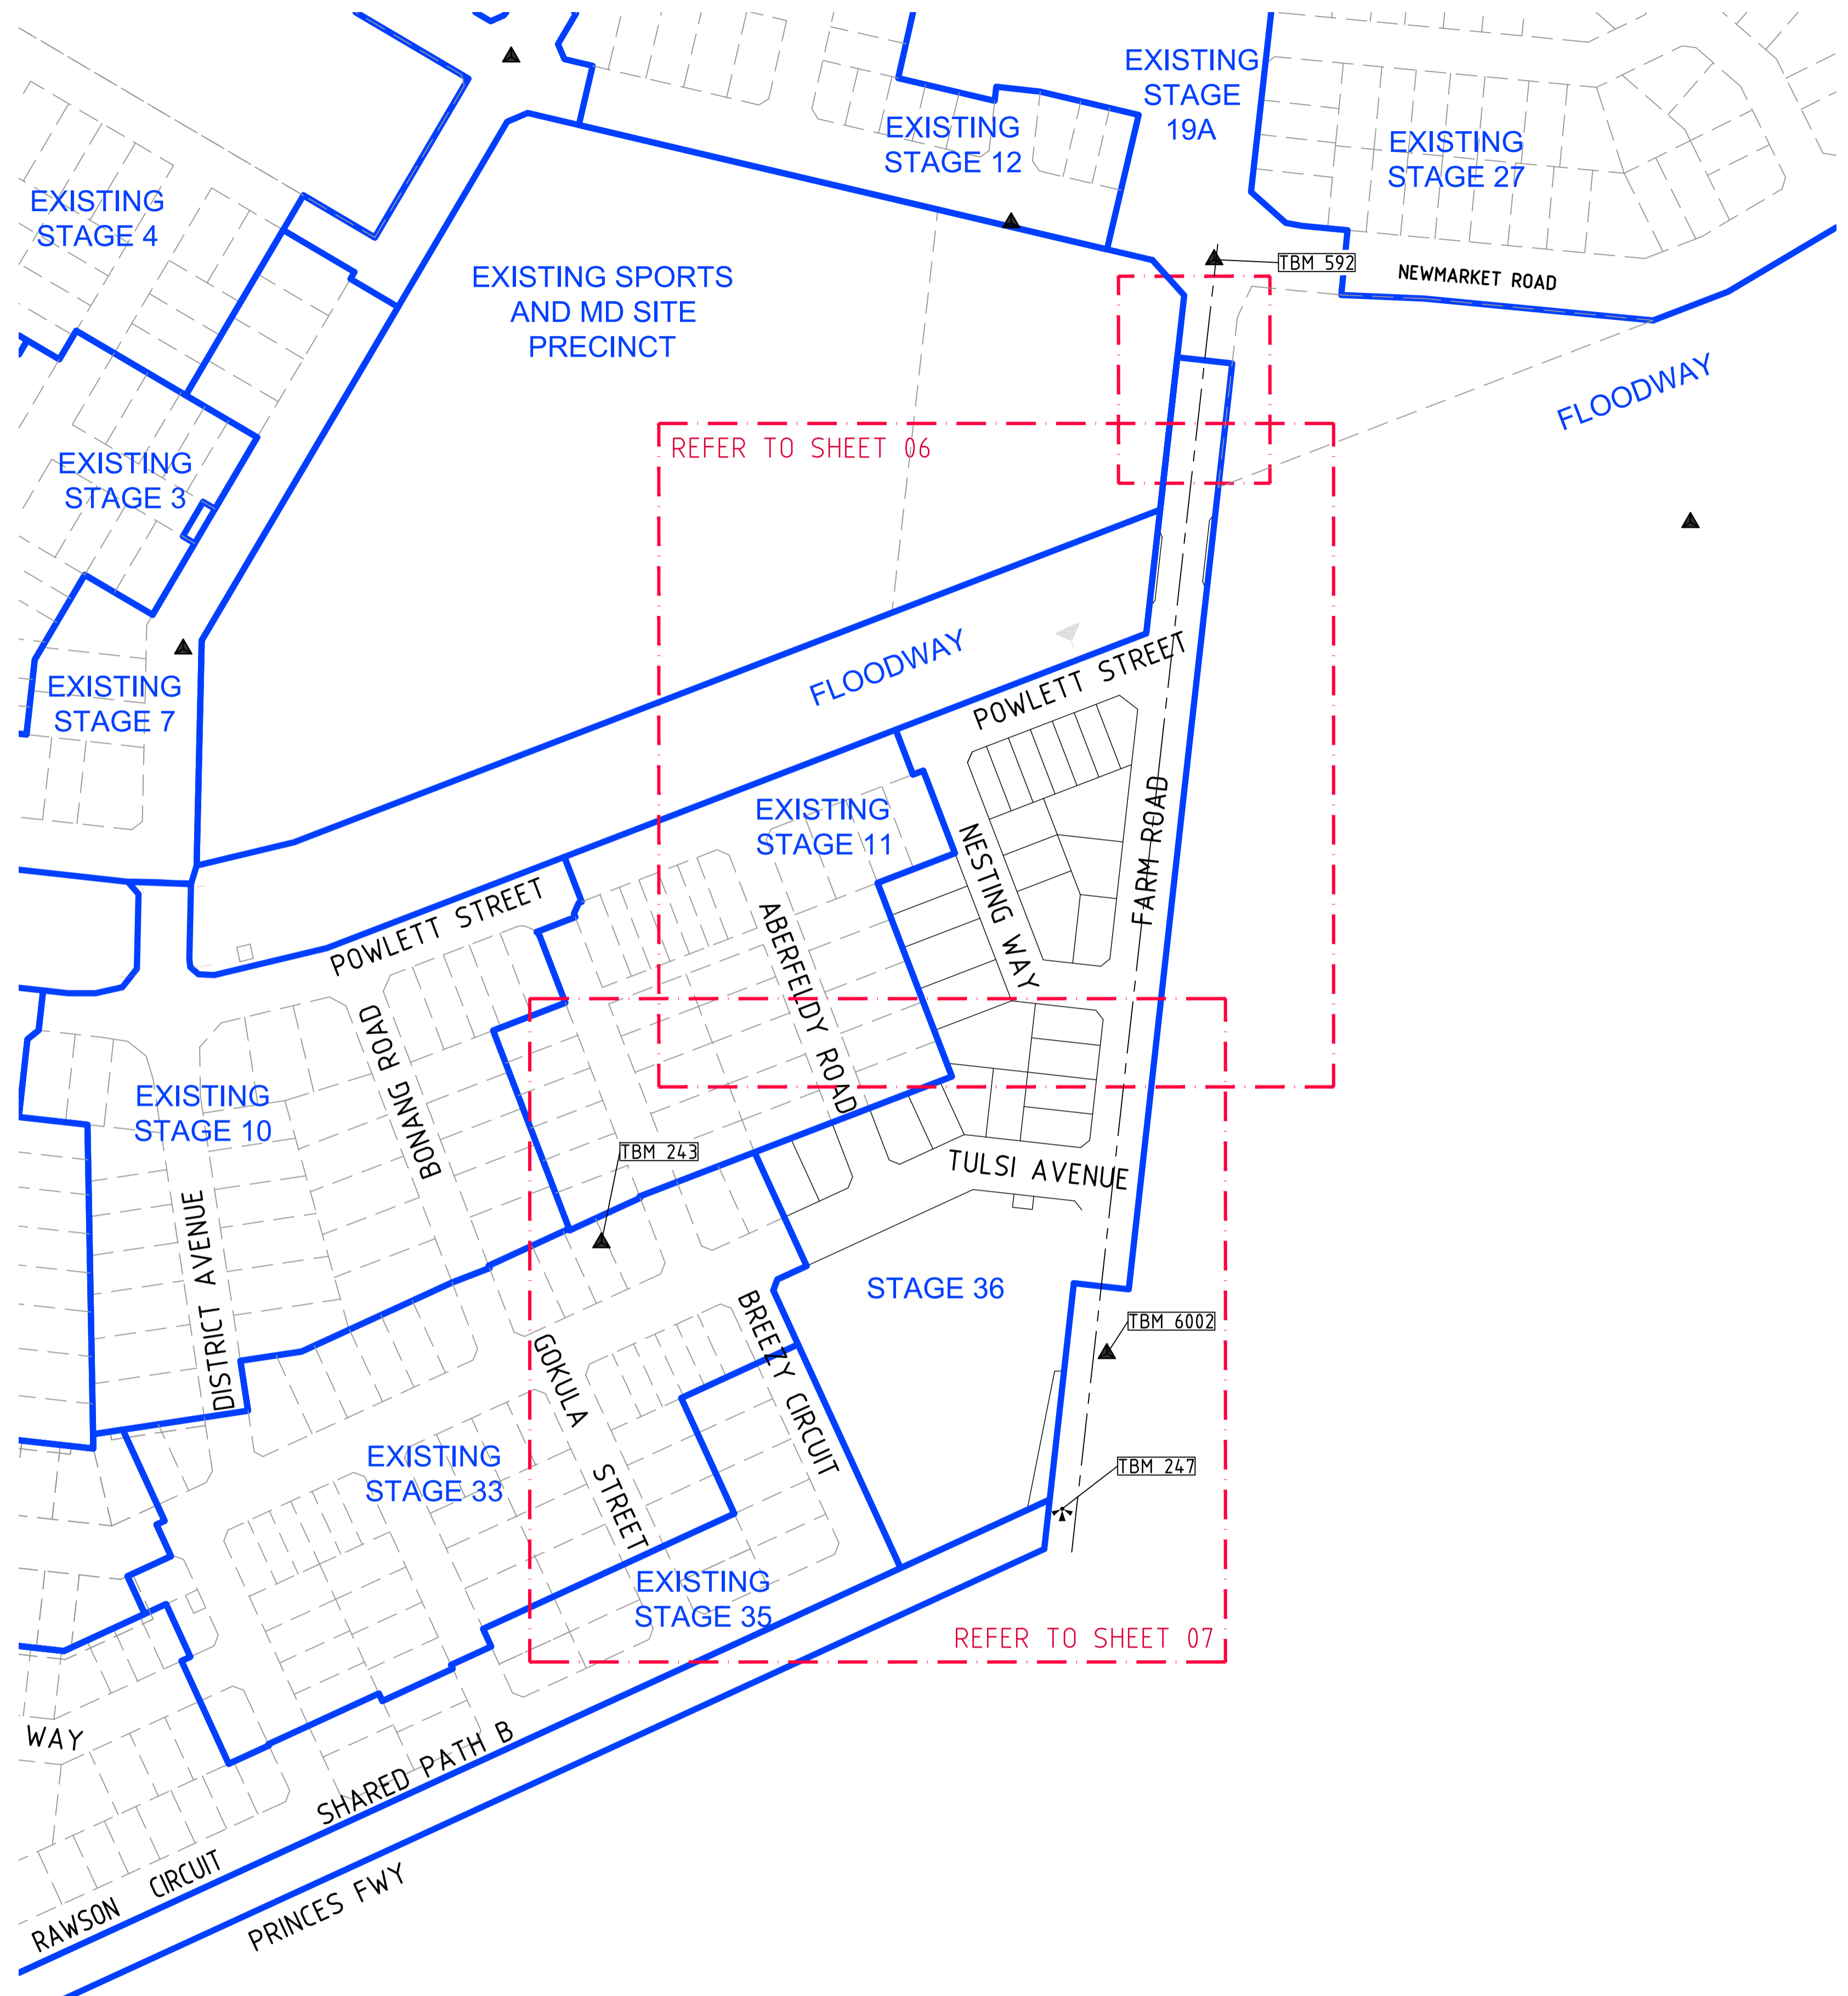 EXISTING
STAGE
19A
EXISTING
STAGE 12
EXISTING
STAGE 27
EXISTING
STAGE 4
EXISTING SPORTS
AND MD SITE
PRECINCT
TBM 592
NEWMARKET ROAD
FLOODWAY
REFER TO SHEET 06
EXISTING
STAGE 3
FLOODWAY
POWLETT STREET
EXISTING
STAGE 7
EXISTING
STAGE 11
NESTING WAY
FARM ROAD
POWLETT STREET
ABERFELDY ROAD
BONANG ROAD
EXISTING
STAGE 10
TBM 243
TULSI AVENUE
DISTRICT AVENUE
STAGE 36
TBM 6002
BREEZY CIRCUIT
GOKULA STREET
EXISTING
STAGE 33
TBM 247
EXISTING
STAGE 35
REFER TO SHEET 07
WAY
SHARED PATH B
RAWSON CIRCUIT
PRINCES FWY